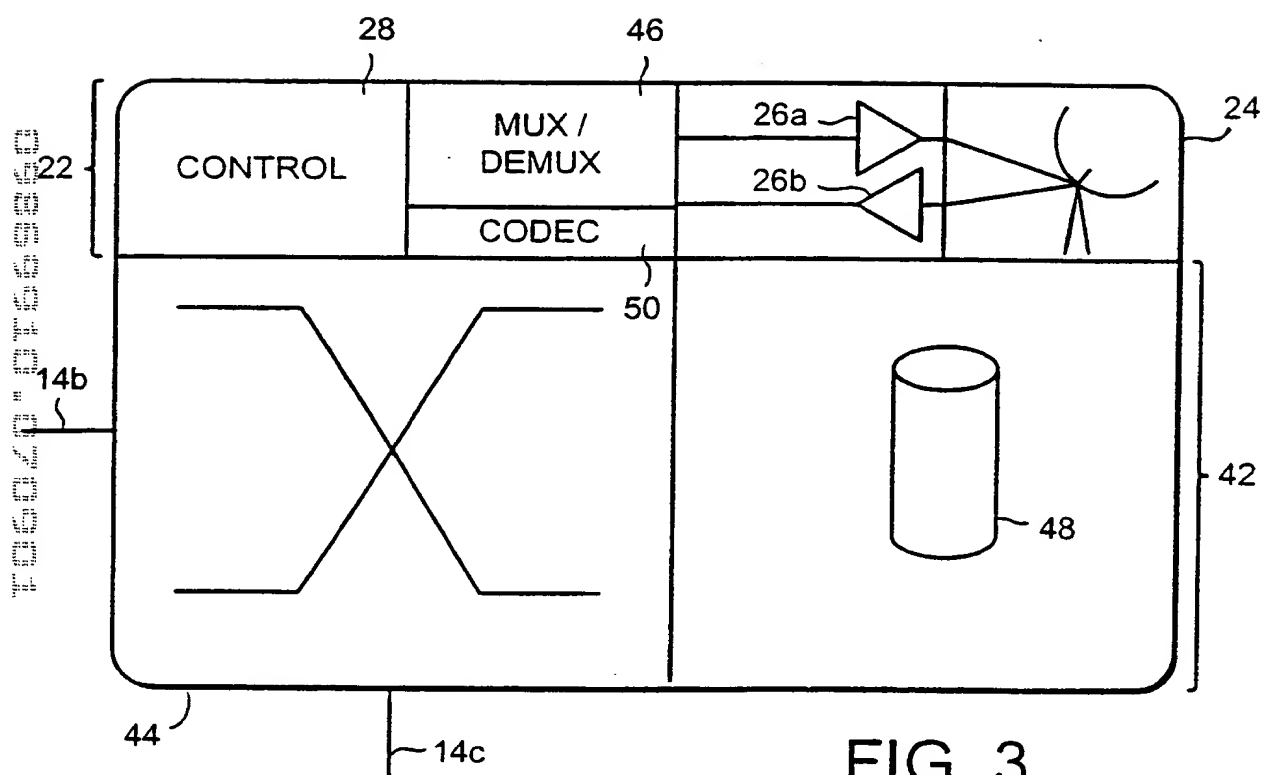 28
46
22
CONTROL
MUX /
DEMUX
CODEC
26a
26b
24
50
14b
42
48
44
14c
FIG. 3